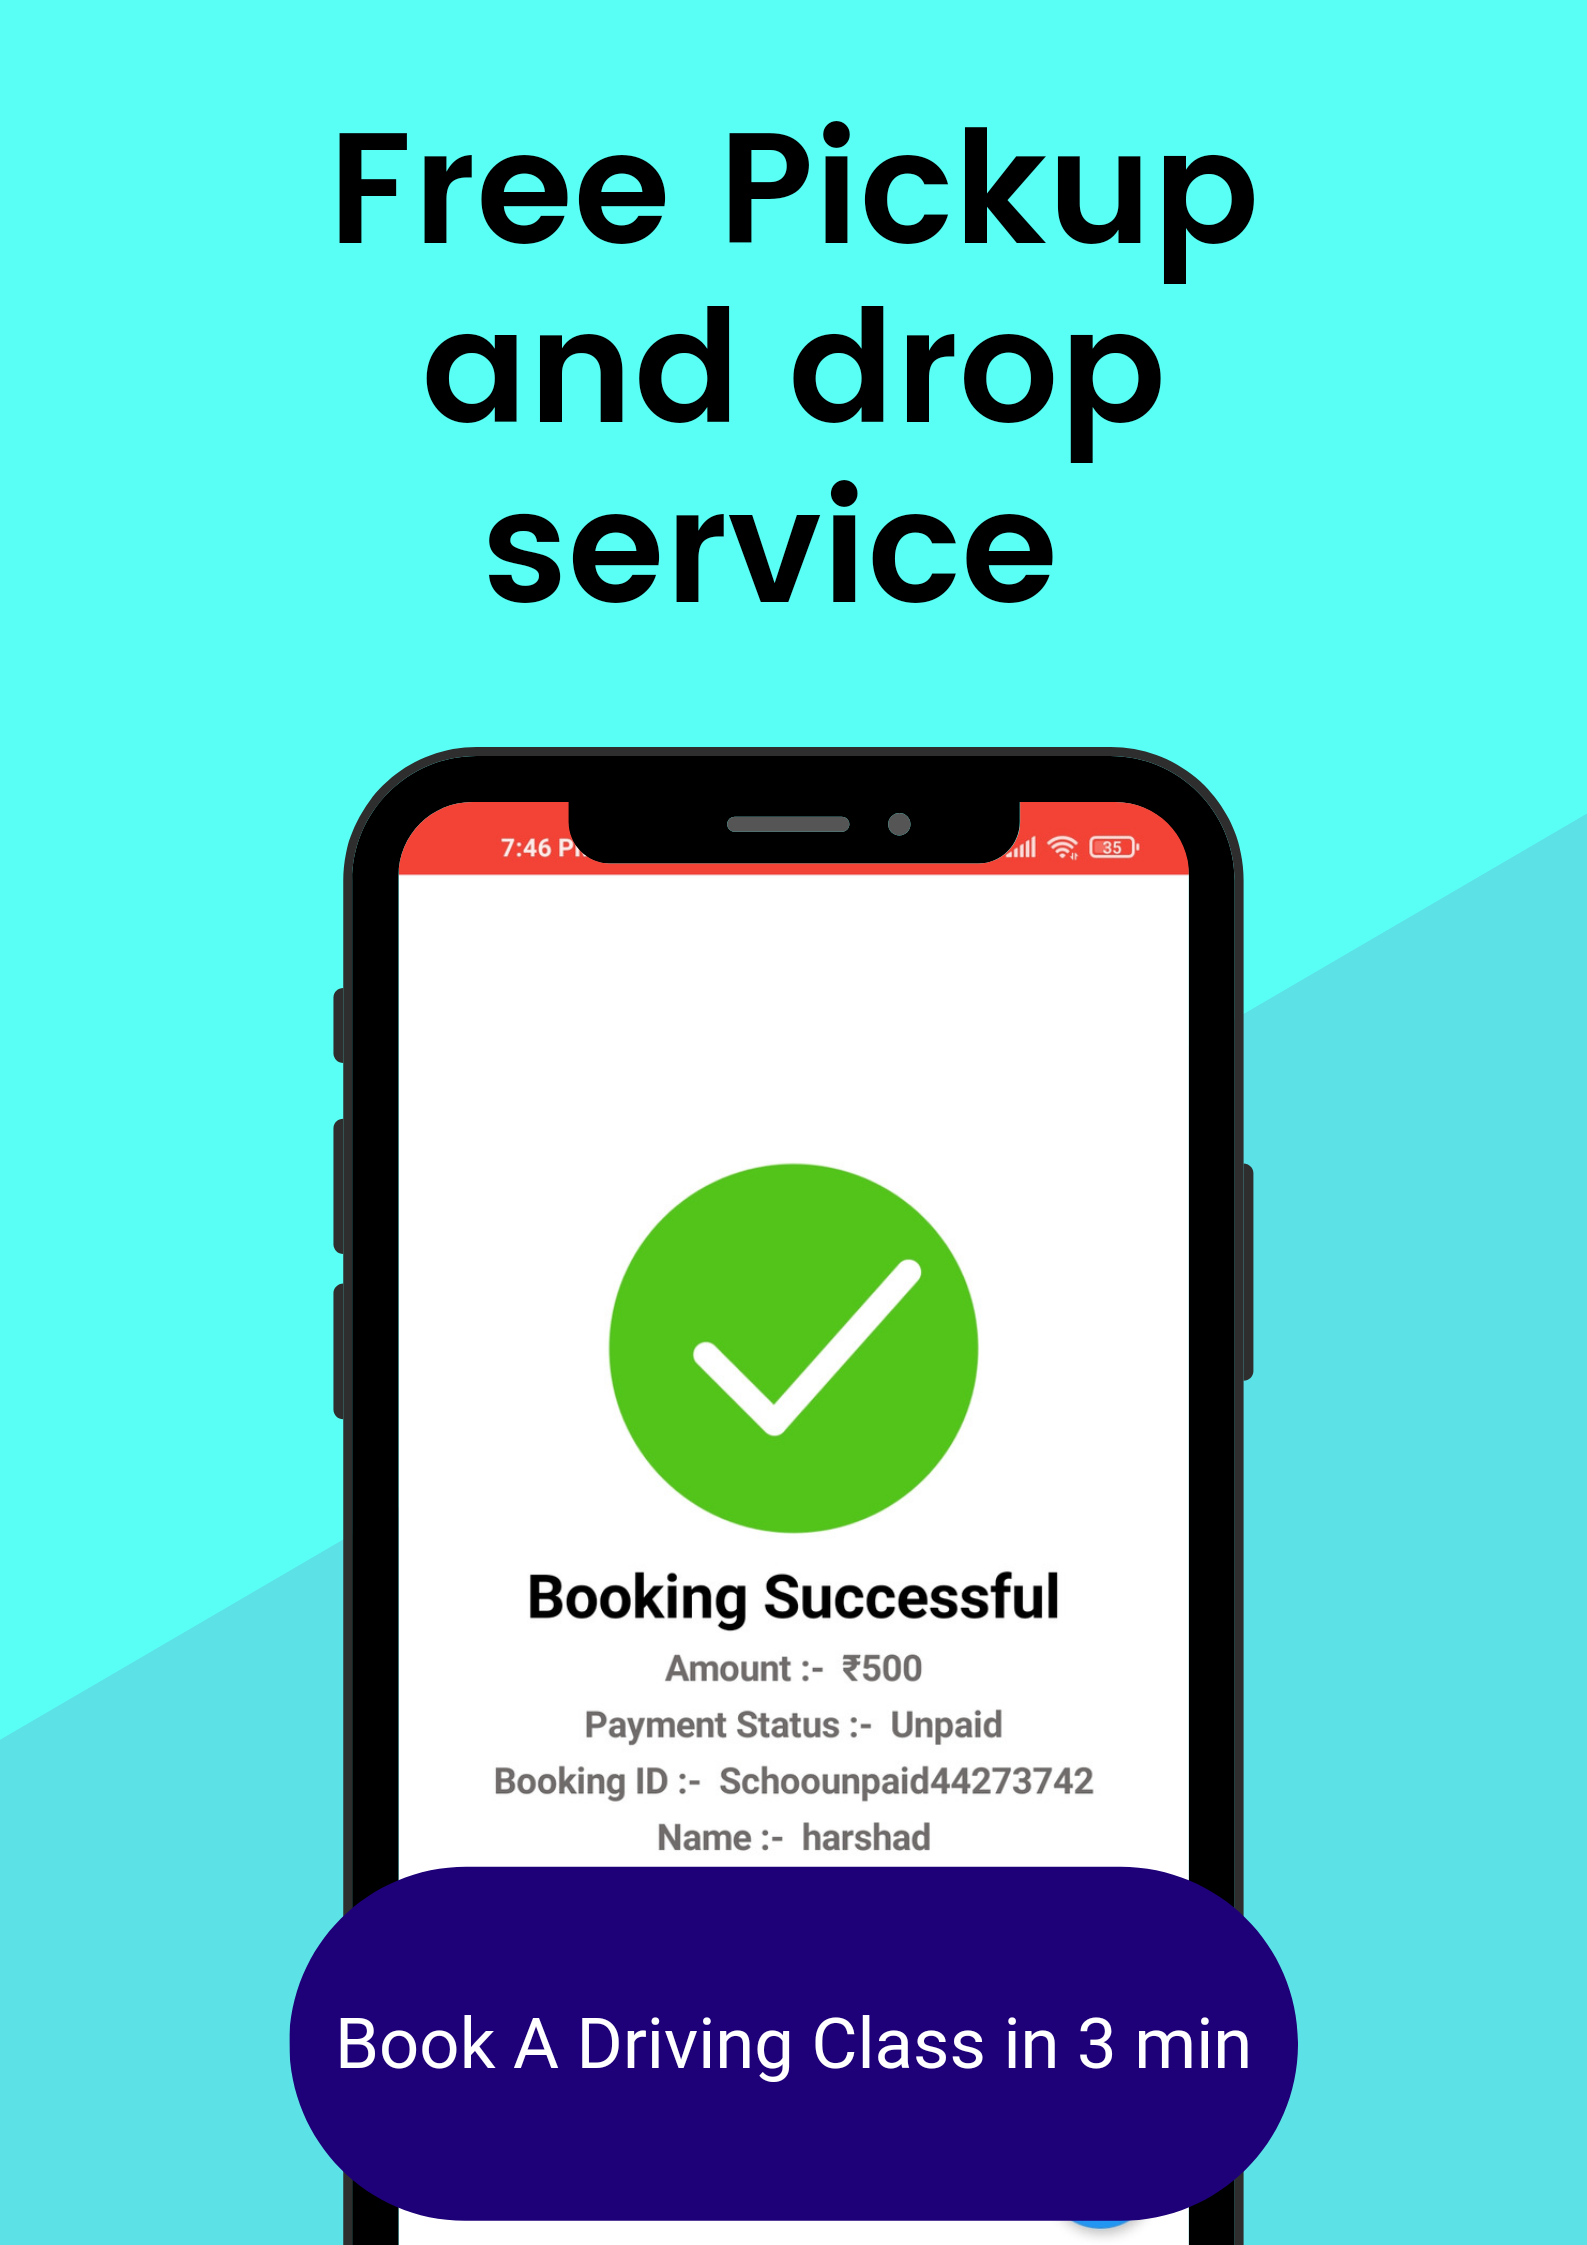 Free Pickup
and drop
service
7:46
35
Booking Successful
Amount :- ₹500
Payment Status :- Unpaid
Booking ID :- Schoounpaid44273742
Name :- harshad
Book A Driving Class in 3 min